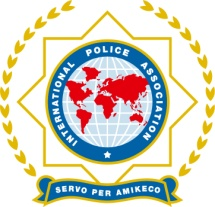 INTERNATIONAL POLICE ASSOCIATION
SERVO PER AMIKECO